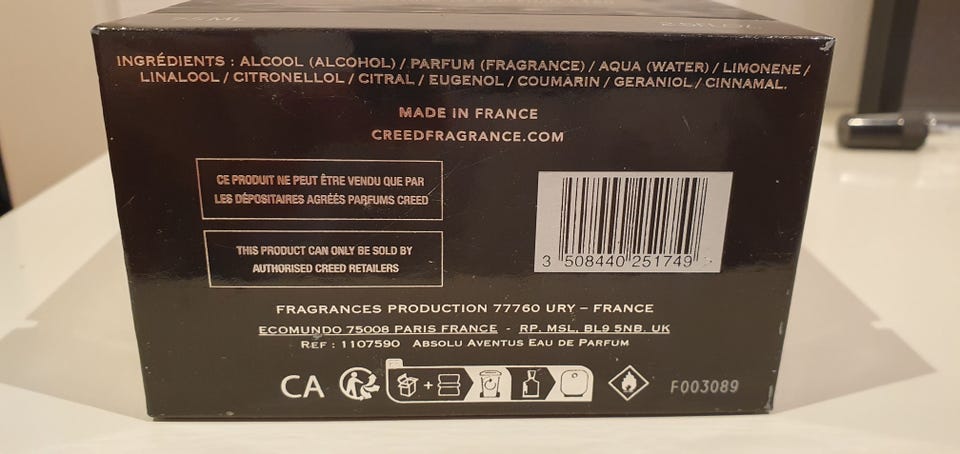 75 ML
INGRÉDIENTS : ALCOOL (ALCOHOL) / PARFUM (FRAGRANCE) / AQUA (WATER) / LIMONENE /
LINALOOL / CITRONELLOL / CITRAL / EUGENOL / COUMARIN / GERANIOL / CINNAMAL.
MADE IN FRANCE
CREEDFRAGRANCE.COM
CE PRODUIT NE PEUT ÊTRE VENDU QUE PAR
LES DÉPOSITAIRES AGRÉÉS PARFUMS CREED
THIS PRODUCT CAN ONLY BE SOLD BY
AUTHORISED CREED RETAILERS
3 508440 251749
FRAGRANCES PRODUCTION 77760 URY – FRANCE
ECOMUNDO 75008 PARIS FRANCE - RP. MSL, BL9 5NB. UK
REF : 1107590 ABSOLU AVENTUS EAU DE PARFUM
CA
F003089